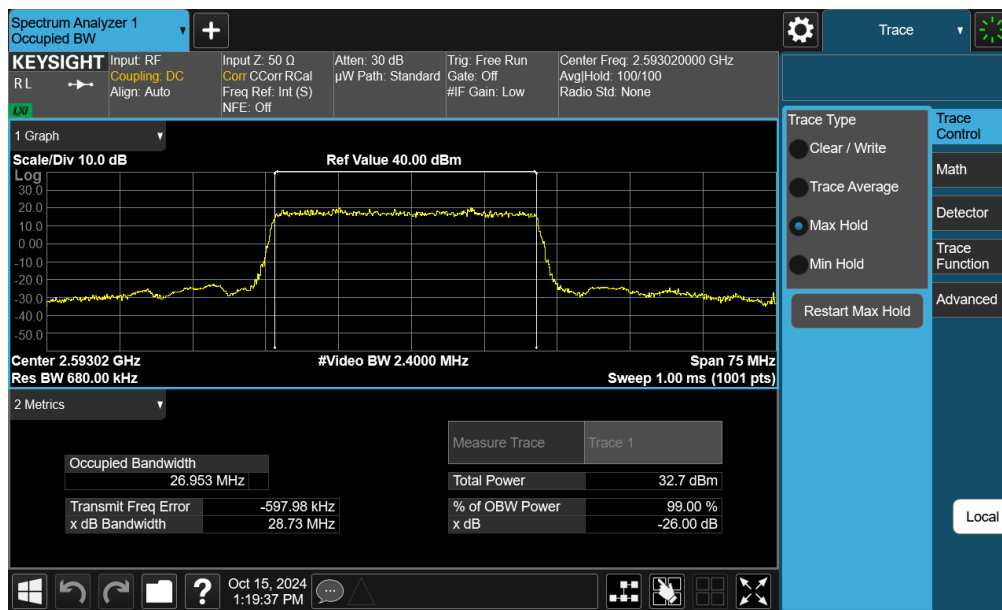 Spectrum Analyzer 1
Occupied BW
+
Trace
KEYSIGHT Input: RF Input Z: 50 Ω Atten: 30 dB Trig: Free Run Center Freq: 2.593020000 GHz
RL Coupling: DC Corr CCorr RCal µW Path: Standard Gate: Off Avg|Hold: 100/100
Align: Auto Freq Ref: Int (S) #IF Gain: Low Radio Std: None
LXI NFE: Off
1 Graph
Scale/Div 10.0 dB Ref Value 40.00 dBm
Log
30.0
20.0
10.0
0.00
-10.0
-20.0
-30.0
-40.0
-50.0
Center 2.59302 GHz #Video BW 2.4000 MHz Span 75 MHz
Res BW 680.00 kHz Sweep 1.00 ms (1001 pts)
2 Metrics
Measure Trace Trace 1
Occupied Bandwidth
26.953 MHz
Total Power 32.7 dBm
Transmit Freq Error -597.98 kHz % of OBW Power 99.00 %
x dB Bandwidth 28.73 MHz x dB -26.00 dB
Trace Type
Clear / Write
Trace Average
Max Hold
Min Hold
Restart Max Hold
Trace
Control
Math
Detector
Trace
Function
Advanced
Local
? Oct 15, 2024
1:19:37 PM